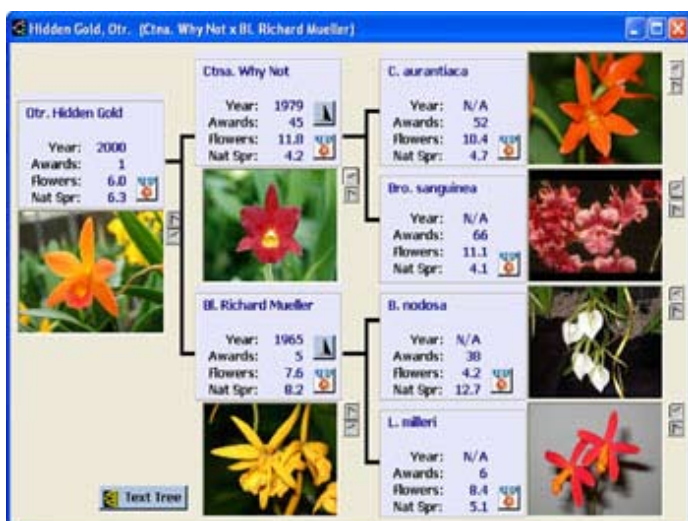 Hidden Gold, Otr. (Ctna. Why Not x Bl. Richard Mueller)
Otr. Hidden Gold
Year: 2000
Awards: 1
Flowers: 6.0
Nat Spr: 6.3
Ctna. Why Not
Year: 1979
Awards: 45
Flowers: 11.8
Nat Spr: 4.2
Bl. Richard Mueller
Year: 1965
Awards: 5
Flowers: 7.6
Nat Spr: 8.2
C. aurantiaca
Year: N/A
Awards: 52
Flowers: 10.4
Nat Spr: 4.7
Bro. sanguinea
Year: N/A
Awards: 66
Flowers: 11.1
Nat Spr: 4.1
B. nodosa
Year: N/A
Awards: 38
Flowers: 4.2
Nat Spr: 12.7
L. milleri
Year: N/A
Awards: 6
Flowers: 8.4
Nat Spr: 5.1
Text Tree